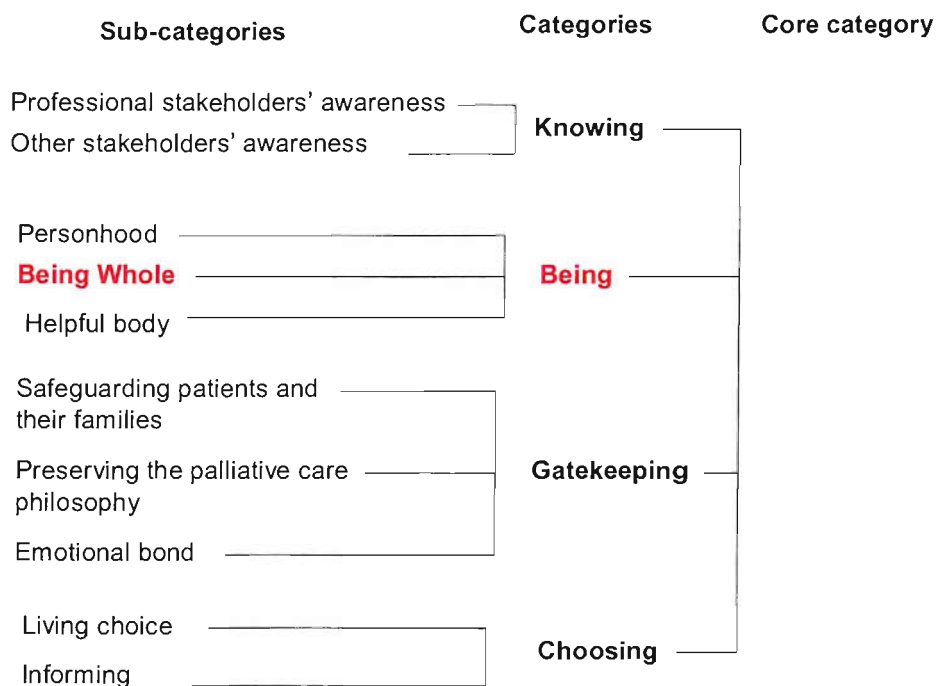 Sub-categories
Categories
Core category
Professional stakeholders’ awareness
Other stakeholders’ awareness
Knowing
Personhood
Being Whole
Helpful body
Being
Safeguarding patients and
their families
Preserving the palliative care
philosophy
Emotional bond
Gatekeeping
Living choice
Informing
Choosing